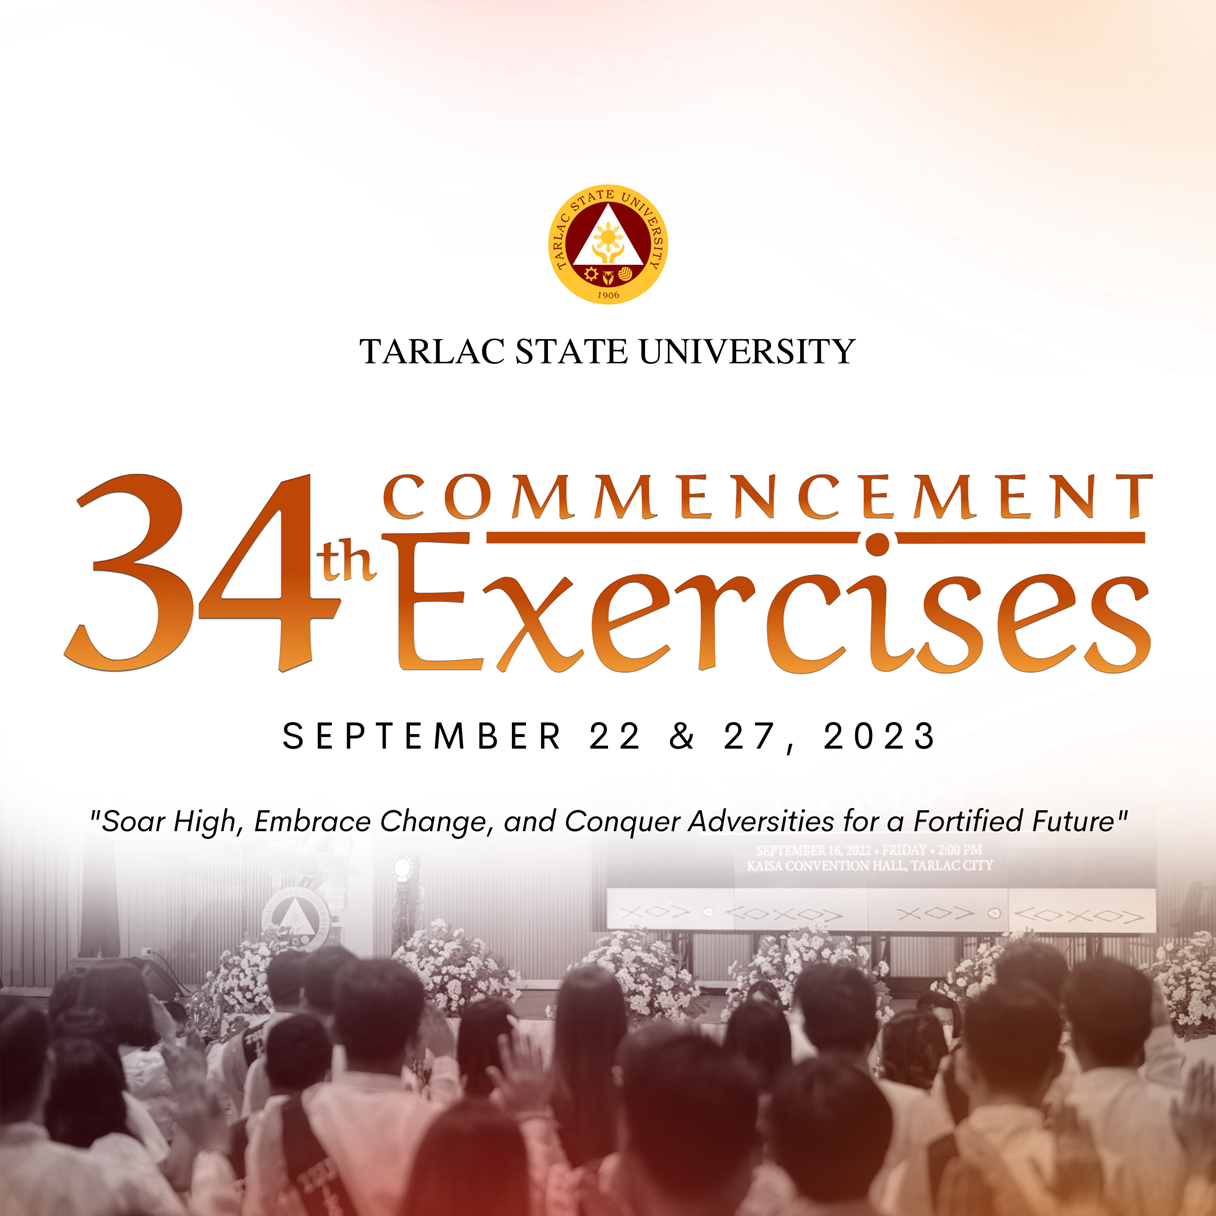 TARLAC STATE UNIVERSITY
1906
TARLAC STATE UNIVERSITY
34th COMMENCEMENT
Exercises
SEPTEMBER 22 & 27, 2023
"Soar High, Embrace Change, and Conquer Adversities for a Fortified Future"
SEPTEMBER 16, 2022 • FRIDAY • 2:00 PM
KAISA CONVENTION HALL, TARLAC CITY